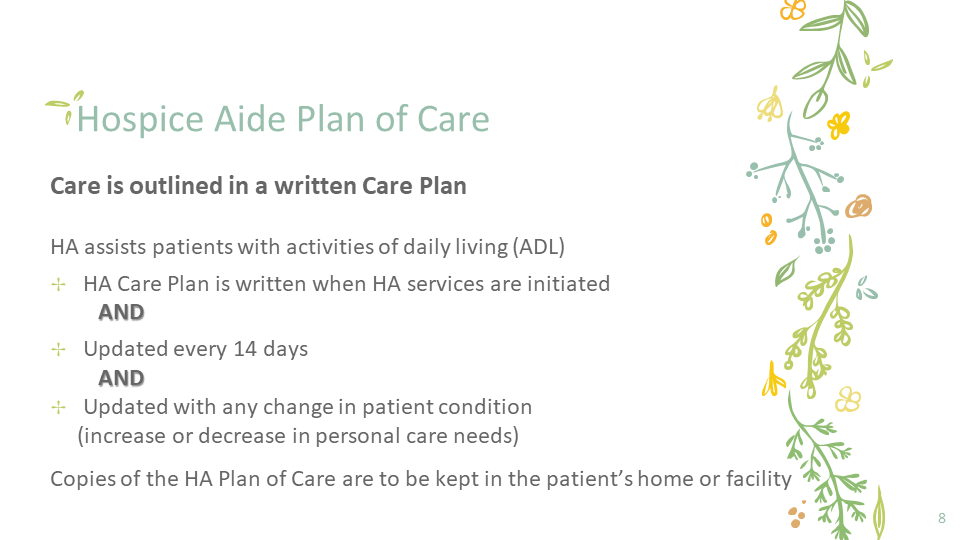 Hospice Aide Plan of Care
Care is outlined in a written Care Plan
HA assists patients with activities of daily living (ADL)
HA Care Plan is written when HA services are initiated
AND
Updated every 14 days
AND
Updated with any change in patient condition
(increase or decrease in personal care needs)
Copies of the HA Plan of Care are to be kept in the patient’s home or facility
8